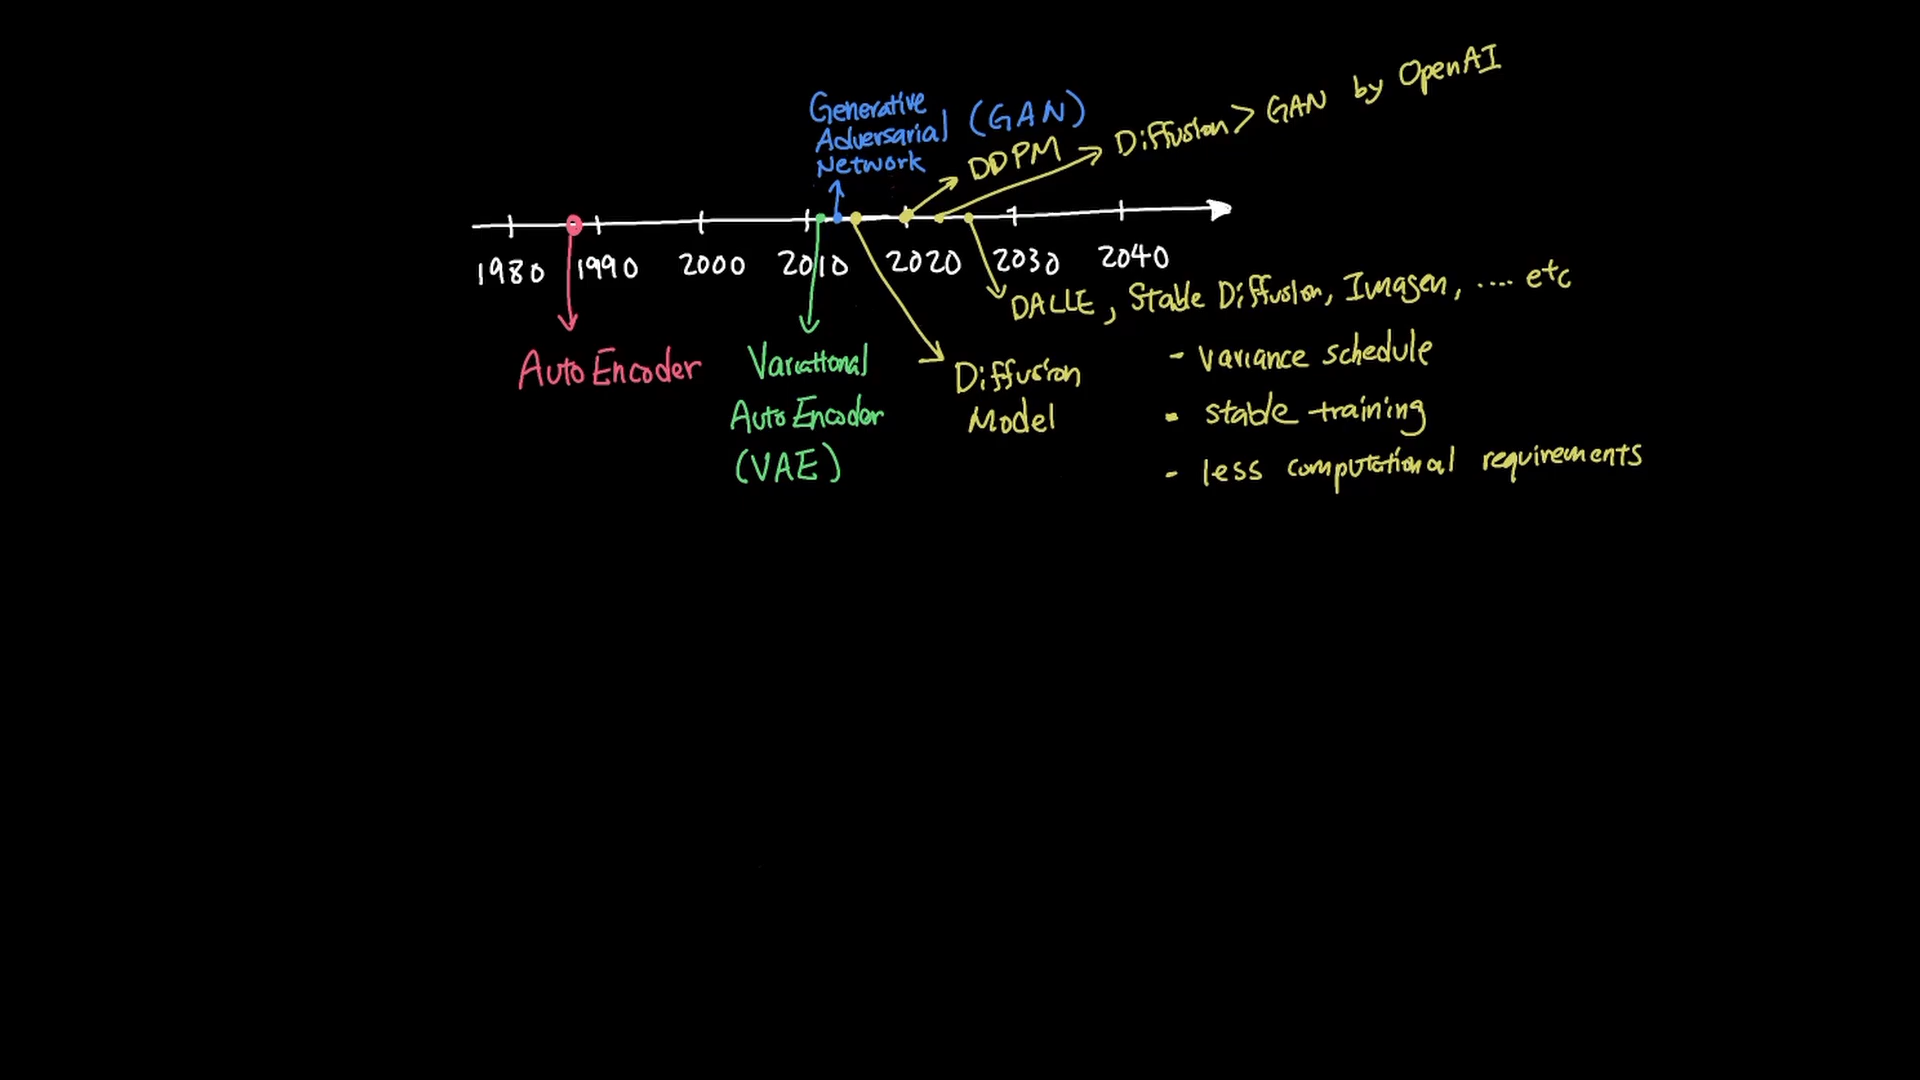 Generative
Adversarial (GAN)
Network
DDPM
Diffusion > GAN by OpenAI
1980 1990 2000 2010 2020 2030 2040
DALLE, Stable Diffusion, Imagen, .... etc
Auto Encoder
Variational
Auto Encoder
(VAE)
Diffusion
Model
- variance schedule
- stable training
- less computational requirements